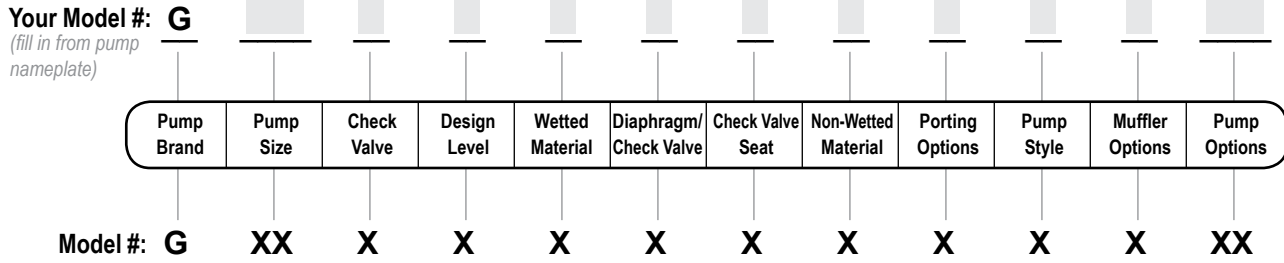 Your Model #: G
(fill in from pump
nameplate)
Pump Brand
Pump Size
Check Valve
Design Level
Wetted Material
Diaphragm/ Check Valve
Check Valve Seat
Non-Wetted Material
Porting Options
Pump Style
Muffler Options
Pump Options
Model #: G XX X X X X X X X X X XX